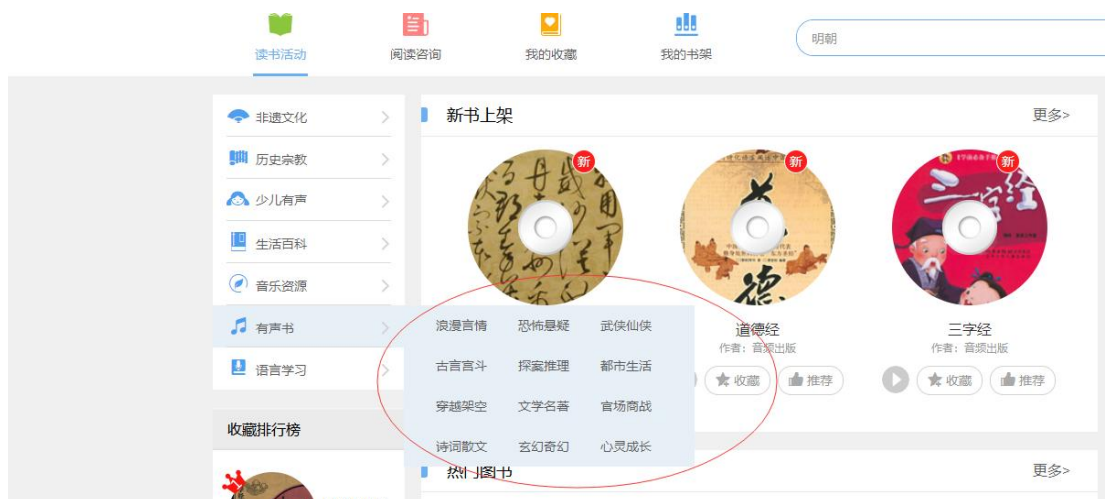 读书活动
阅读咨询
我的收藏
我的书架
明朝
非遗文化
历史宗教
少儿有声
生活百科
音乐资源
有声书
语言学习
收藏排行榜
新书上架
更多>
新
新
新
三字经
道德经
作者：音频出版
收藏
推荐
三字经
作者：音频出版
收藏
推荐
浪漫言情 恐怖悬疑 武侠仙侠
古言宫斗 探案推理 都市生活
穿越架空 文学名著 官场商战
诗词散文 玄幻奇幻 心灵成长
热门图书
更多>